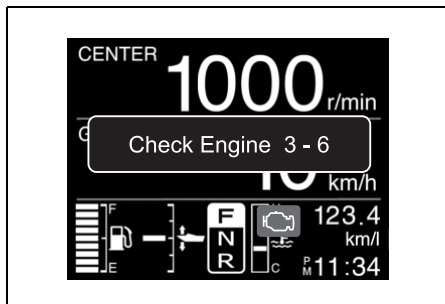 CENTER
1000 r/min
G
Check Engine 3 - 6
km/h
F
E
F
N
R
C
123.4
km/l
PM 11:34